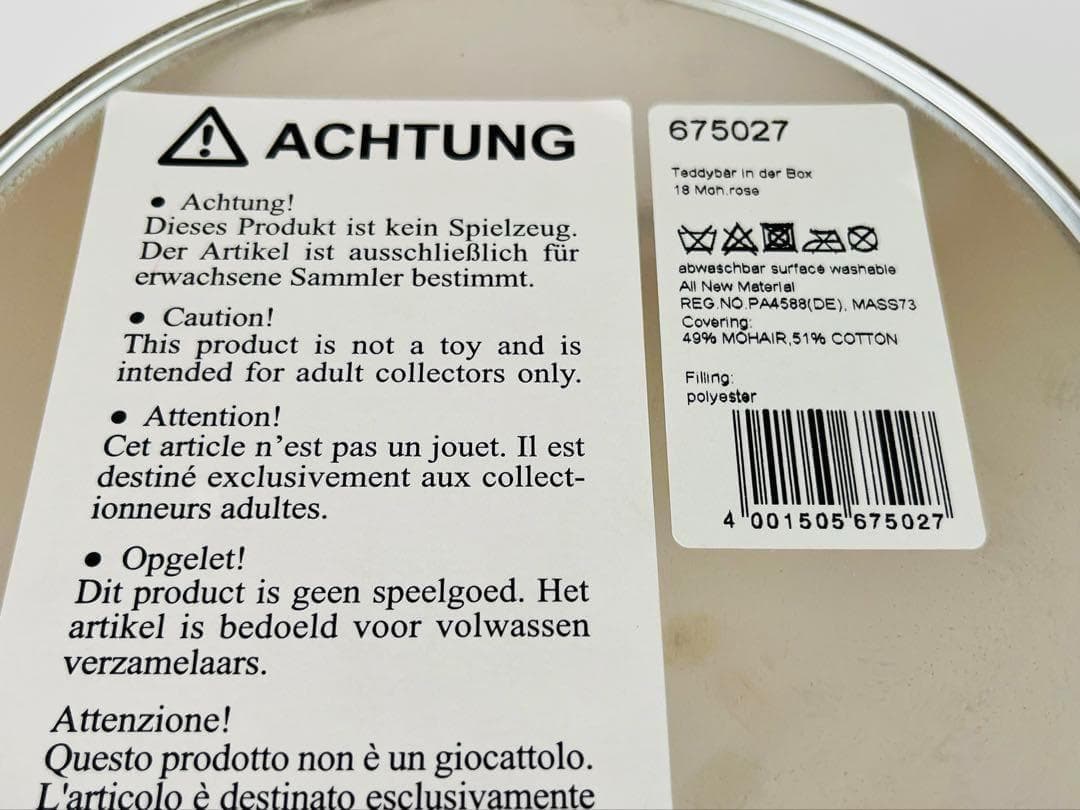 ACHTUNG
• Achtung!
Dieses Produkt ist kein Spielzeug.
Der Artikel ist ausschließlich für
erwachsene Sammler bestimmt.
• Caution!
This product is not a toy and is
intended for adult collectors only.
• Attention!
Cet article n’est pas un jouet. Il est
destiné exclusivement aux collect-
ionneurs adultes.
• Opgelet!
Dit product is geen speelgoed. Het
artikel is bedoeld voor volwassen
verzamelaars.
Attenzione!
Questo prodotto non è un giocattolo.
L'articolo è destinato esclusivamente
675027
Teddybär in der Box
18 Moh.rose
abwaschbar surface washable
All New Material
REG.NO.PA4588(DE), MASS73
Covering:
49% MOHAIR,51% COTTON
Filling:
polyester
4 001505 675027